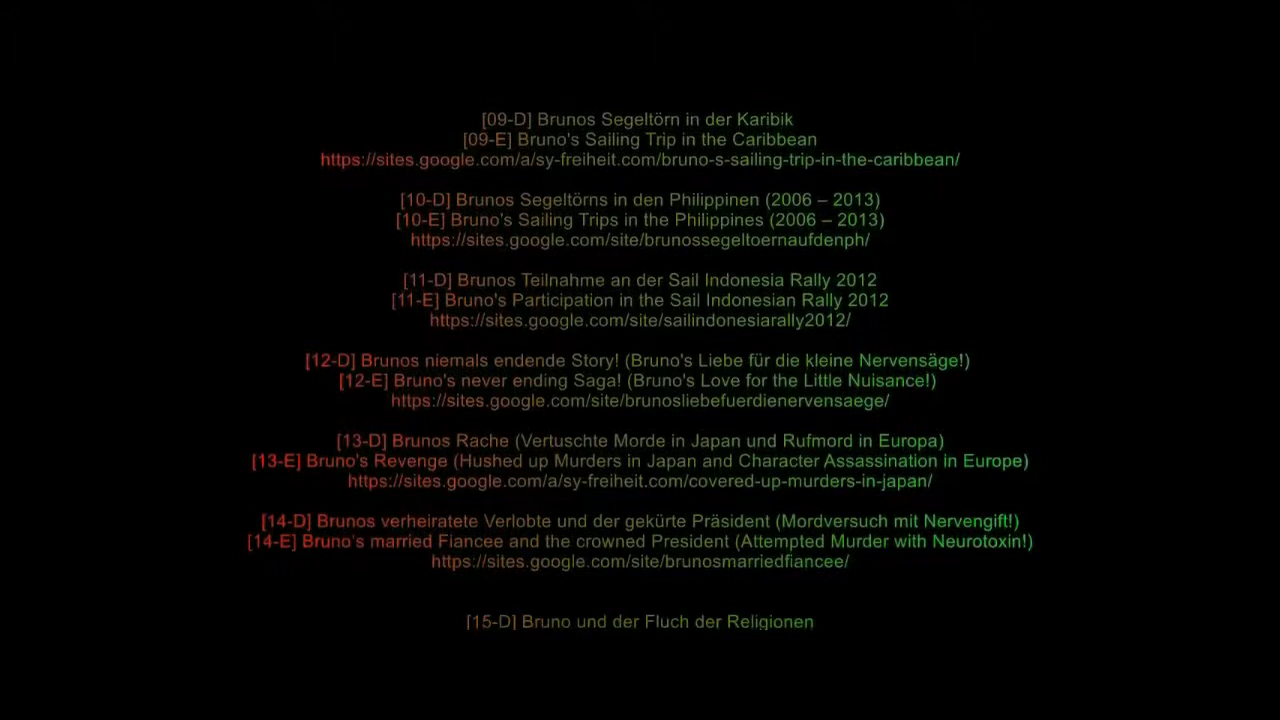 [09-D] Brunos Segeltörn in der Karibik
[09-E] Bruno's Sailing Trip in the Caribbean
https://sites.google.com/a/sy-freiheit.com/bruno-s-sailing-trip-in-the-caribbean/
[10-D] Brunos Segeltörns in den Philippinen (2006 – 2013)
[10-E] Bruno's Sailing Trips in the Philippines (2006 – 2013)
https://sites.google.com/site/brunossegeltoernaufdenph/
[11-D] Brunos Teilnahme an der Sail Indonesia Rally 2012
[11-E] Bruno's Participation in the Sail Indonesian Rally 2012
https://sites.google.com/site/sailindonesiarally2012/
[12-D] Brunos niemals endende Story! (Bruno's Liebe für die kleine Nervensäge!)
[12-E] Bruno's never ending Saga! (Bruno's Love for the Little Nuisance!)
https://sites.google.com/site/brunosliebefuerdienervensaege/
[13-D] Brunos Rache (Vertuschte Morde in Japan und Rufmord in Europa)
[13-E] Bruno's Revenge (Hushed up Murders in Japan and Character Assassination in Europe)
https://sites.google.com/a/sy-freiheit.com/covered-up-murders-in-japan/
[14-D] Brunos verheiratete Verlobte und der gekürte Präsident (Mordversuch mit Nervengift!)
[14-E] Bruno's married Fiancee and the crowned President (Attempted Murder with Neurotoxin!)
https://sites.google.com/site/brunosmarriedfiancee/
[15-D] Bruno und der Fluch der Religionen